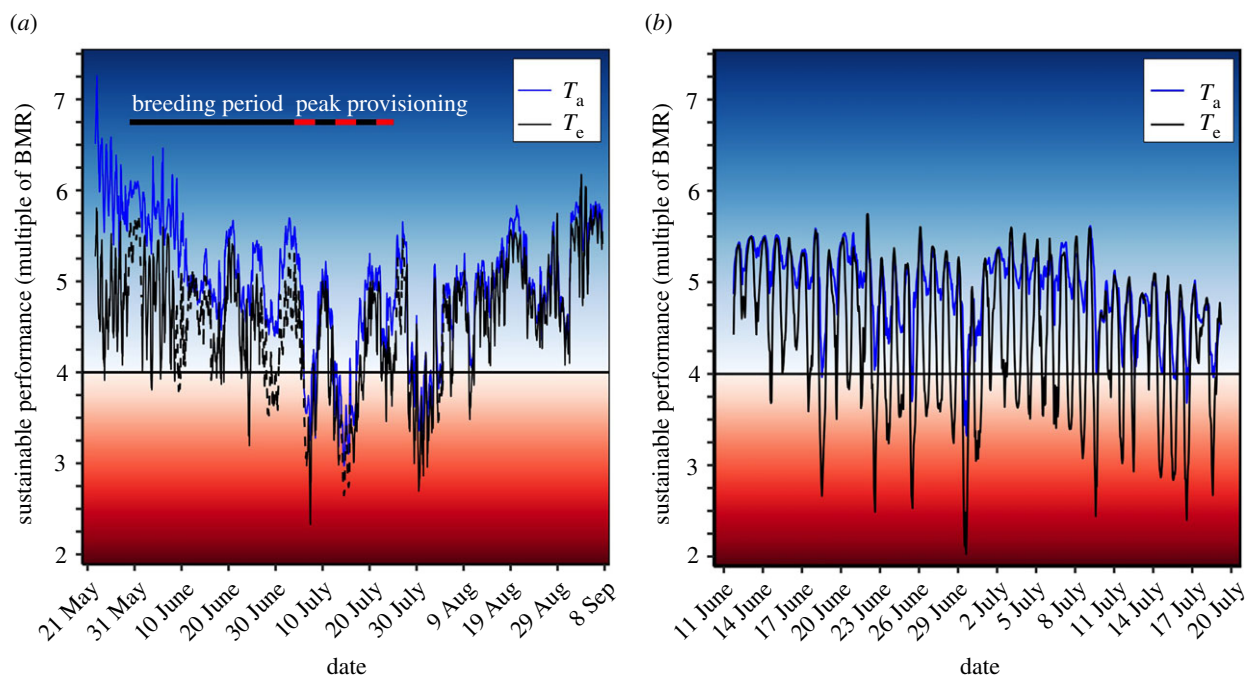 (a)
(b)
sustainable performance (multiple of BMR)
7
6
5
4
3
2
breeding period peak provisioning
Ta
Te
21 May
31 May
10 June
20 June
30 June
10 July
20 July
30 July
9 Aug
19 Aug
29 Aug
8 Sep
date
sustainable performance (multiple of BMR)
7
6
5
4
3
2
Ta
Te
11 June
14 June
17 June
20 June
23 June
26 June
29 June
2 July
5 July
8 July
11 July
14 July
17 July
20 July
date